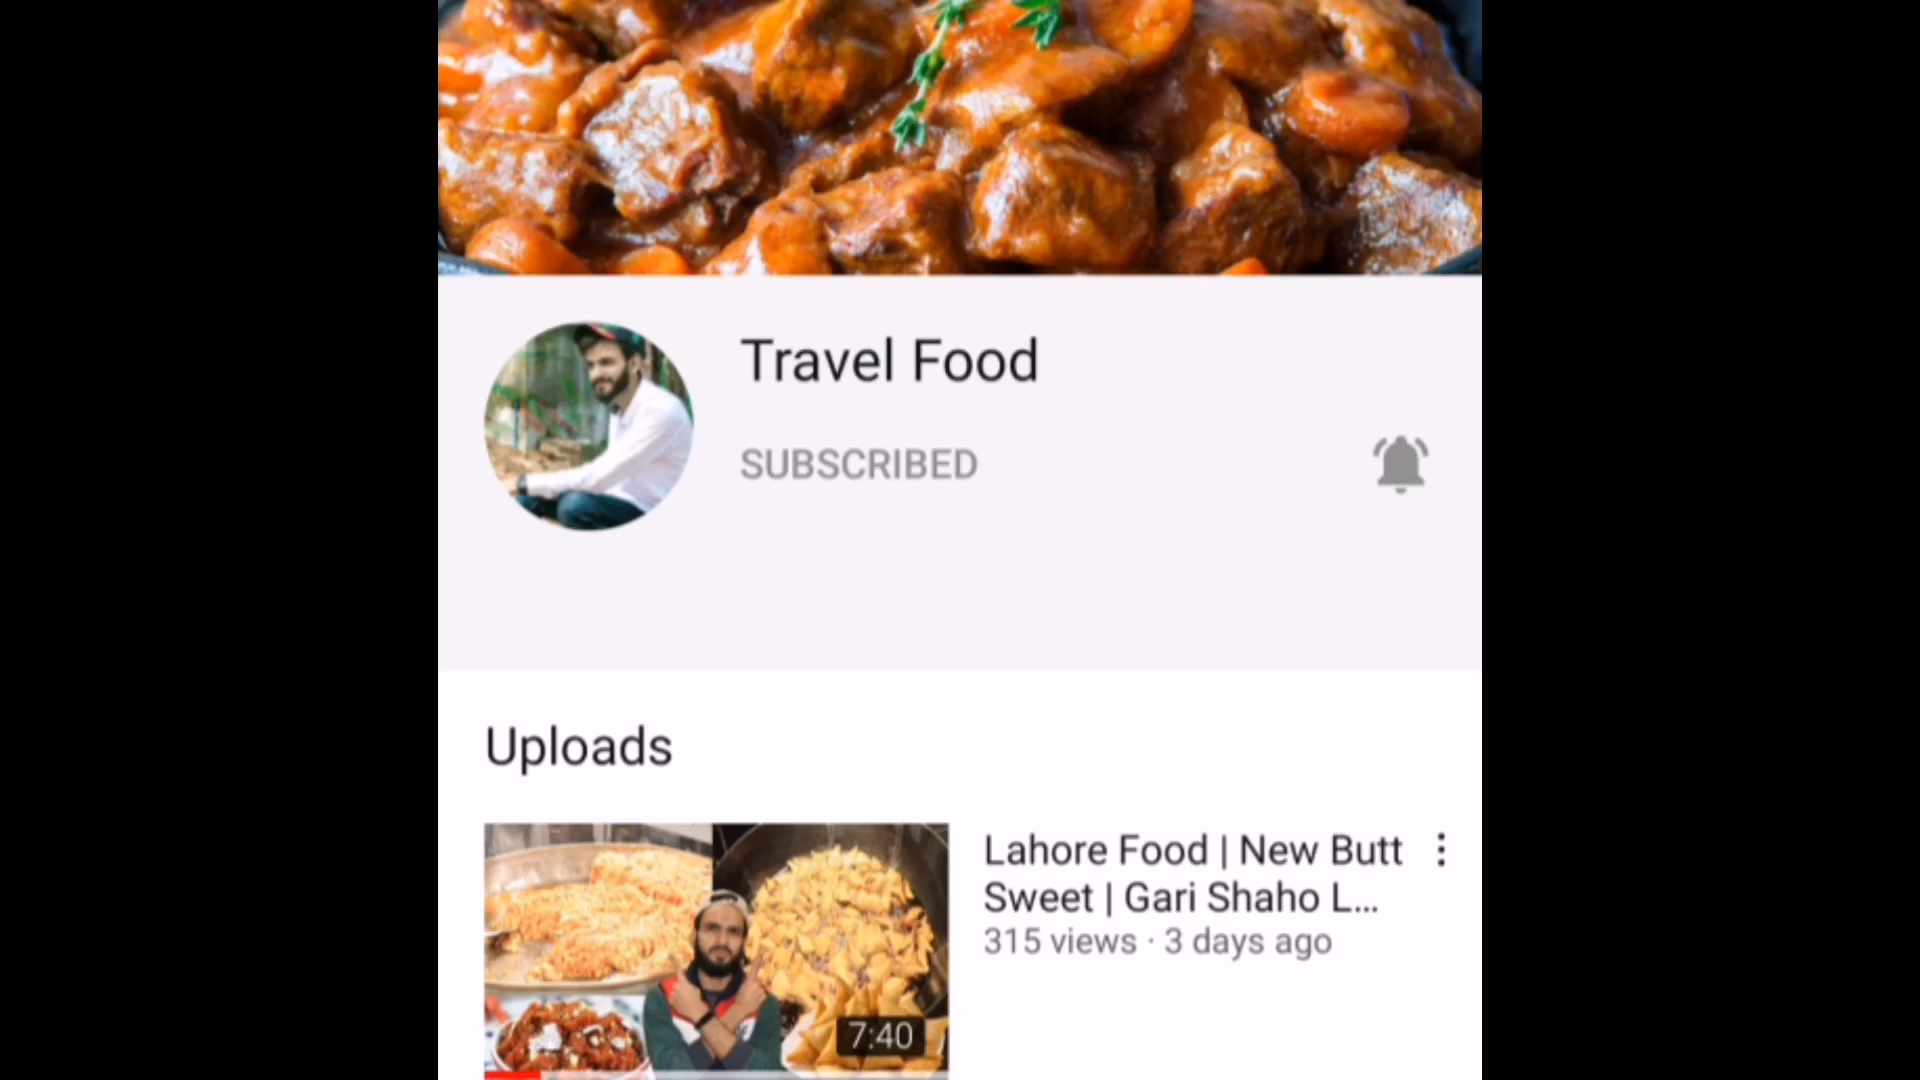 Travel Food
SUBSCRIBED
Uploads
Lahore Food | New Butt
Sweet | Gari Shaho L...
315 views · 3 days ago
7:40